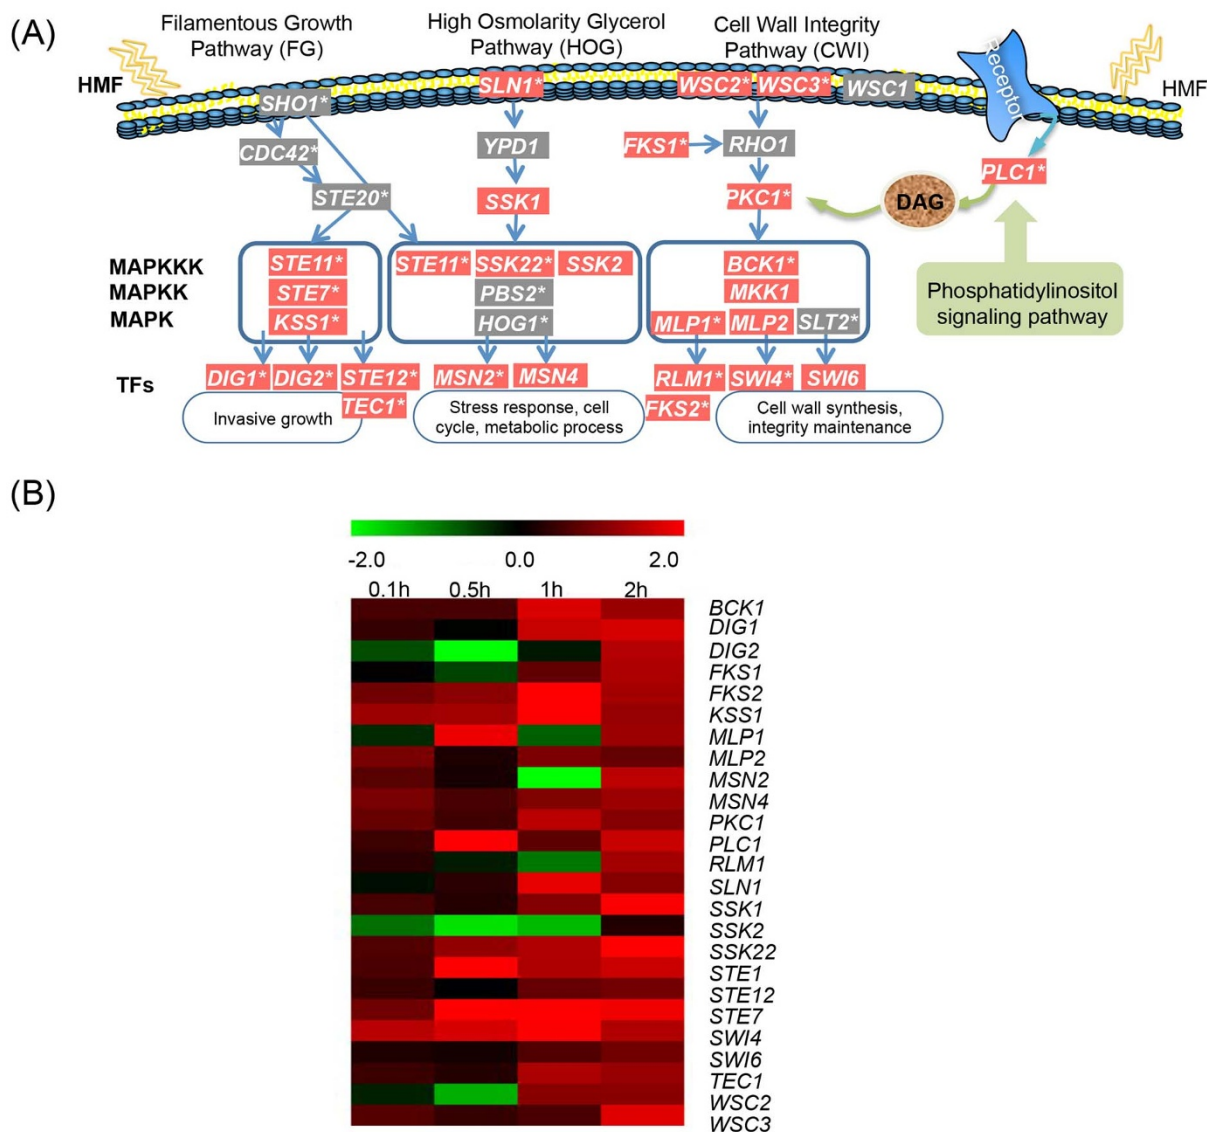 (A)
Filamentous Growth
Pathway (FG)
High Osmolarity Glycerol
Pathway (HOG)
Cell Wall Integrity
Pathway (CWI)
HMF
Receptor
HMF
SHO1*
SLN1*
WSC2*
WSC3*
WSC1
CDC42*
YPD1
FKS1*
RHO1
PLC1*
STE20*
SSK1
PKC1*
DAG
MAPKKK
STE11*
STE11*
SSK22*
SSK2
BCK1*
MAPKK
STE7*
PBS2*
MKK1
Phosphatidylinositol
signaling pathway
MAPK
KSS1*
HOG1*
MLP1*
MLP2
SLT2*
TFs
DIG1*
DIG2*
STE12*
MSN2*
MSN4
RLM1*
SWI4*
SWI6
TEC1*
FKS2*
Invasive growth
Stress response, cell
cycle, metabolic process
Cell wall synthesis,
integrity maintenance
(B)
-2.0 0.0 2.0
0.1h 0.5h 1h 2h
BCK1
DIG1
DIG2
FKS1
FKS2
KSS1
MLP1
MLP2
MSN2
MSN4
PKC1
PLC1
RLM1
SLN1
SSK1
SSK2
SSK22
STE1
STE12
STE7
SWI4
SWI6
TEC1
WSC2
WSC3